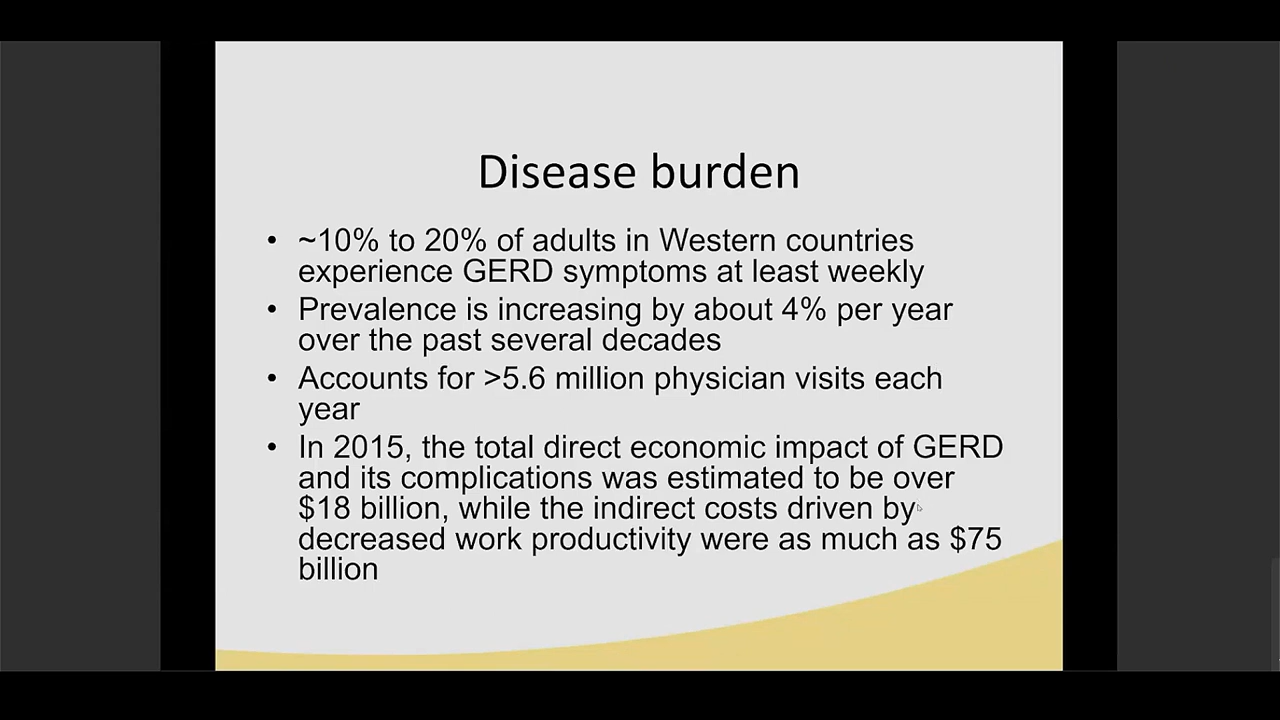 Disease burden
• ~10% to 20% of adults in Western countries
experience GERD symptoms at least weekly
• Prevalence is increasing by about 4% per year
over the past several decades
• Accounts for >5.6 million physician visits each
year
• In 2015, the total direct economic impact of GERD
and its complications was estimated to be over
$18 billion, while the indirect costs driven by
decreased work productivity were as much as $75
billion